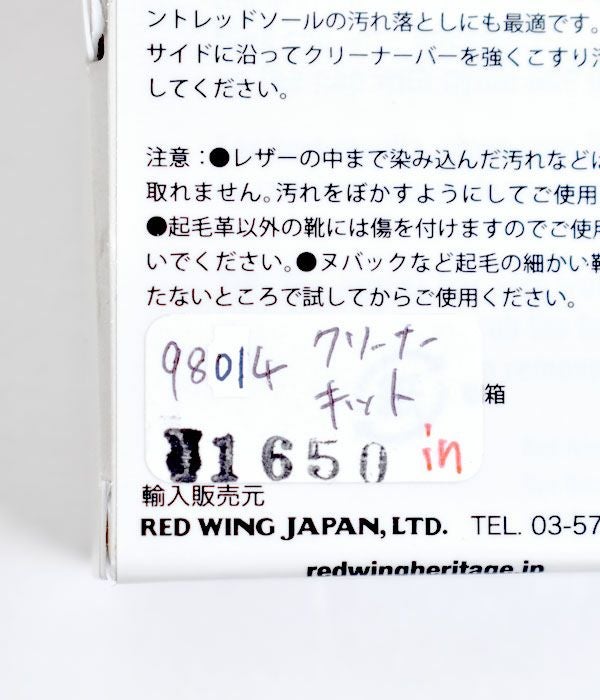 ントレッドソールの汚れ落としにも最適です。
サイドに沿ってクリーナーバーを強くこすり汚
してください。
注意：●レザーの中まで染み込んだ汚れなどは
取れません。汚れをぼかすようにしてご使用
●起毛革以外の靴には傷を付けますのでご使用
いでください。●ヌバックなど起毛の細かい靴
たないところで試してからご使用ください。
98014 クリーナー
キット
箱
1650 in
輸入販売元
RED WING JAPAN, LTD. TEL. 03-57
redwingheritage.jp